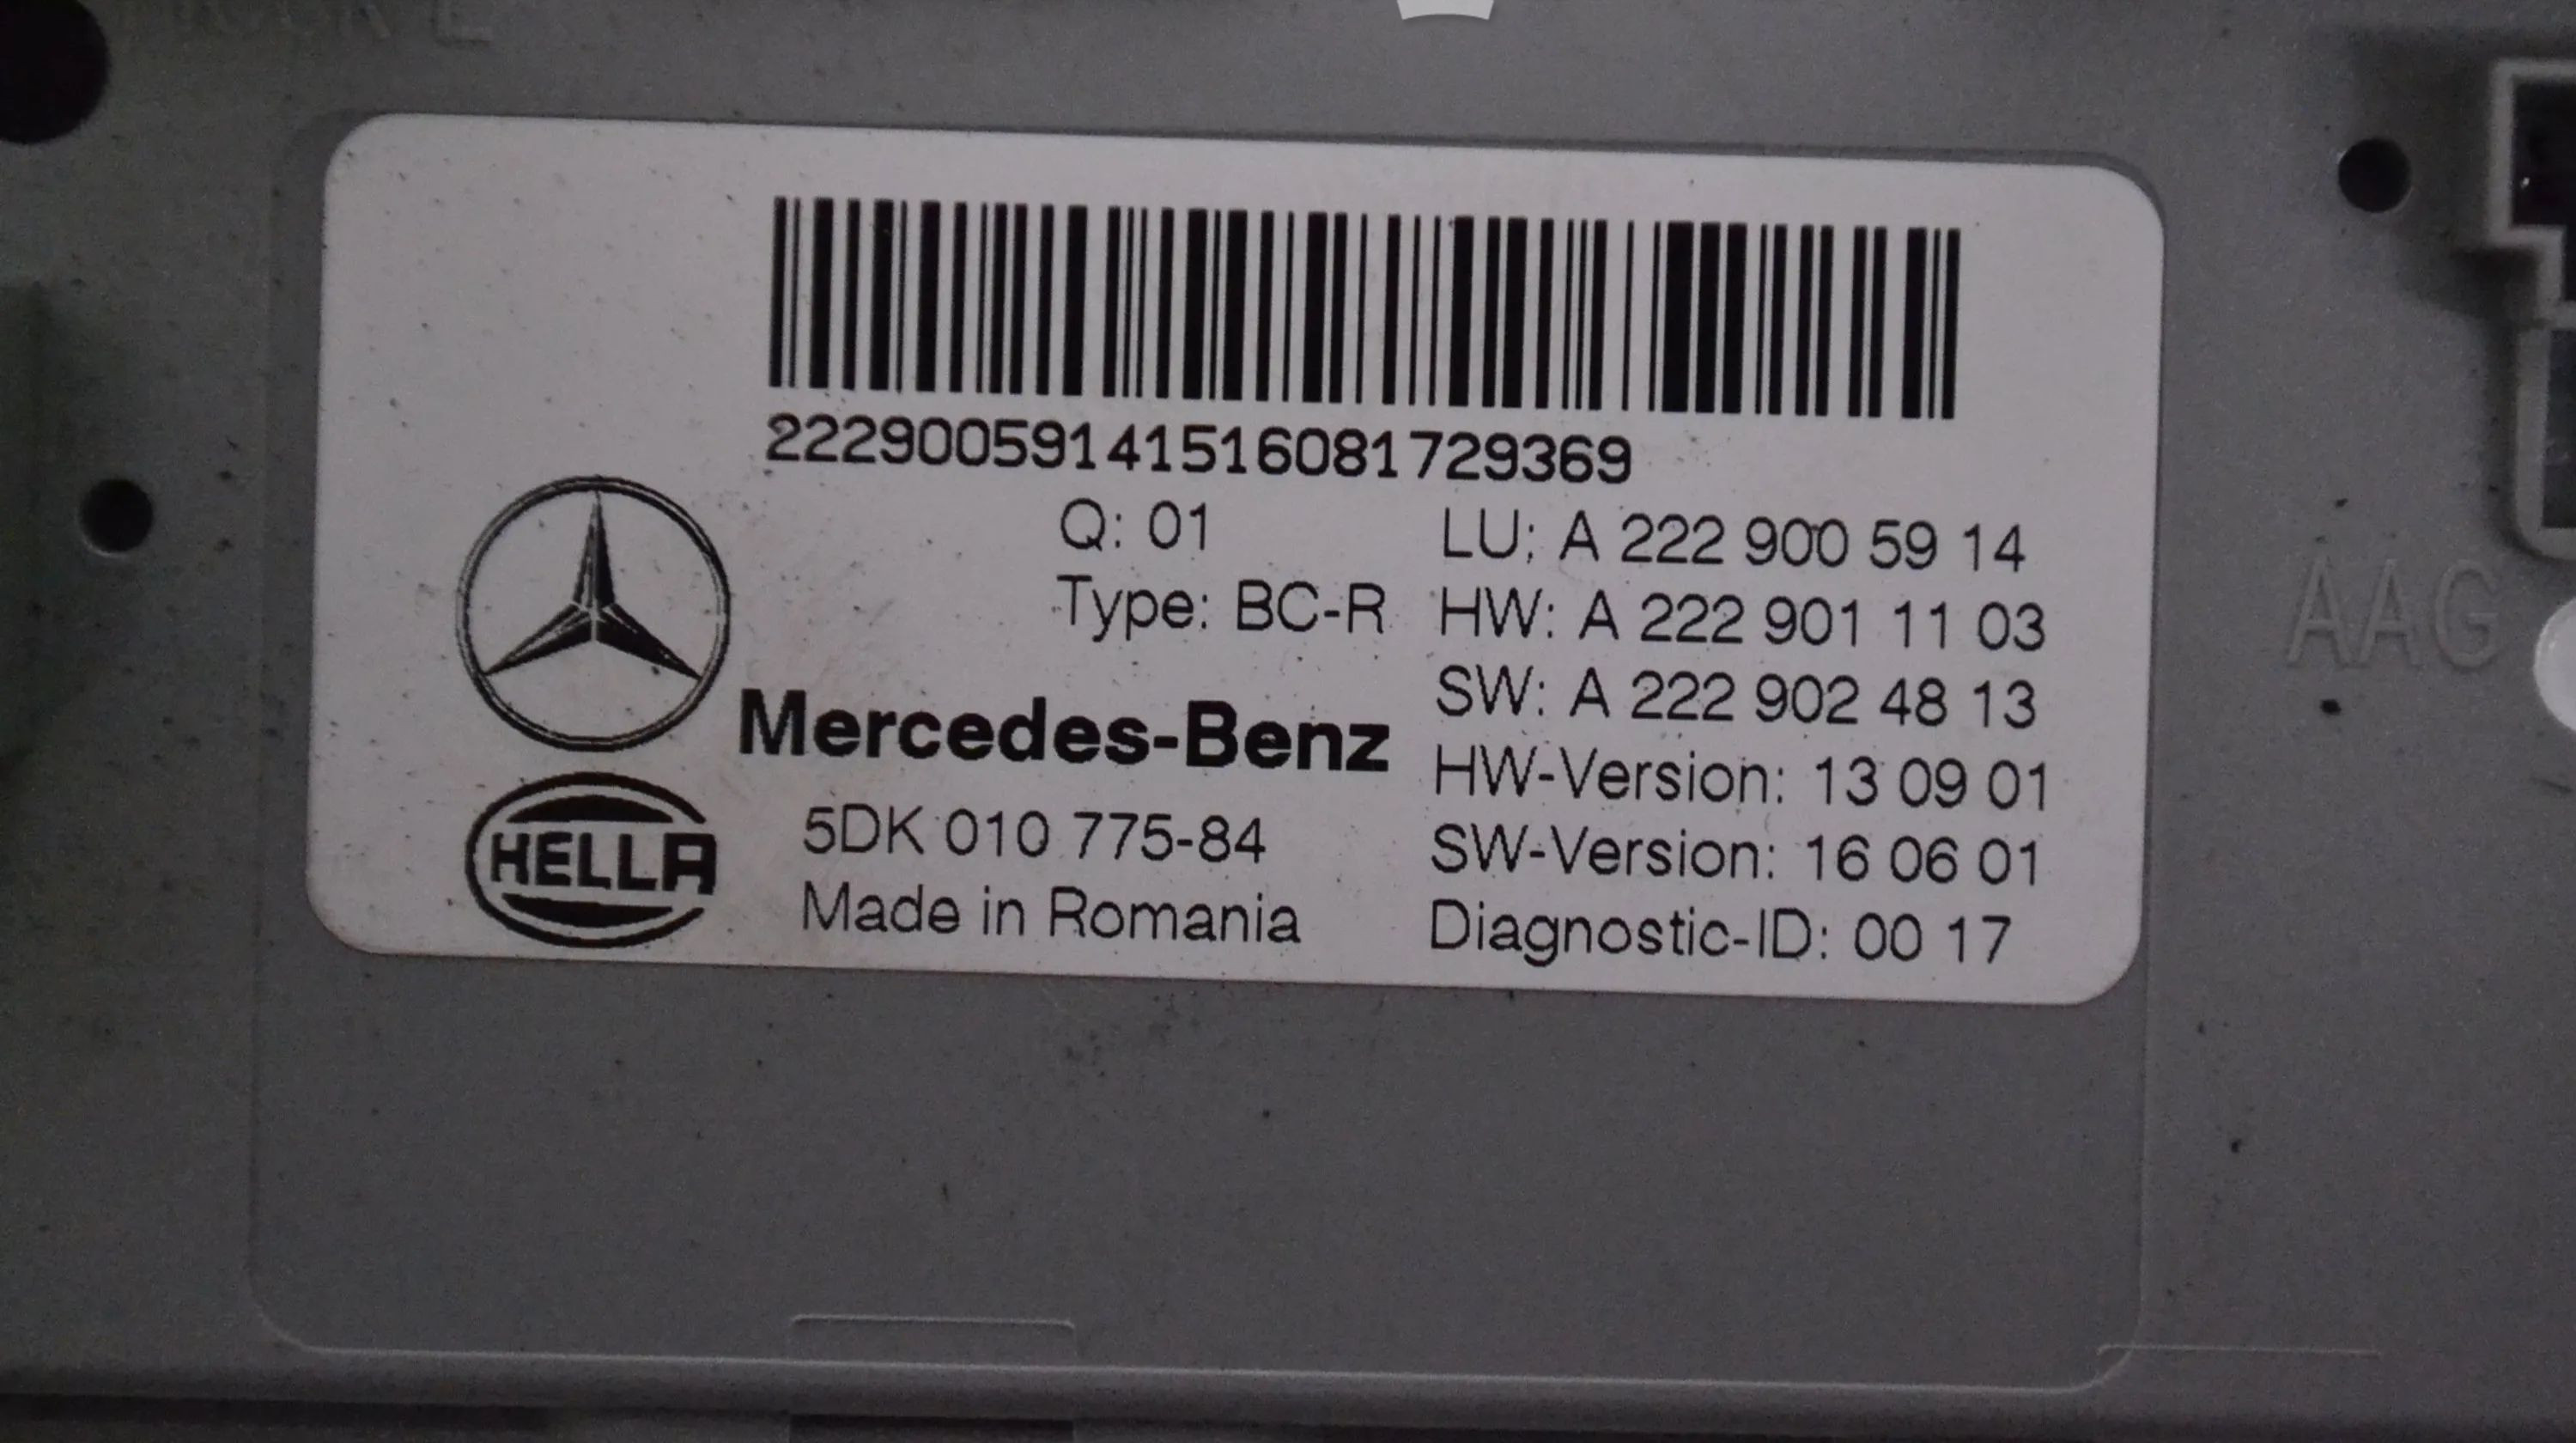 2229005914151608172​9369
Q: 01
LU: A 222 900 59 14
Type: BC-R
HW: A 222 901 11 03
SW: A 222 902 48 13
Mercedes-Benz
HW-Version: 13 09 01
HELLA
5DK 010 775-84
SW-Version: 16 06 01
Made in Romania
Diagnostic-ID: 00 17
AAG